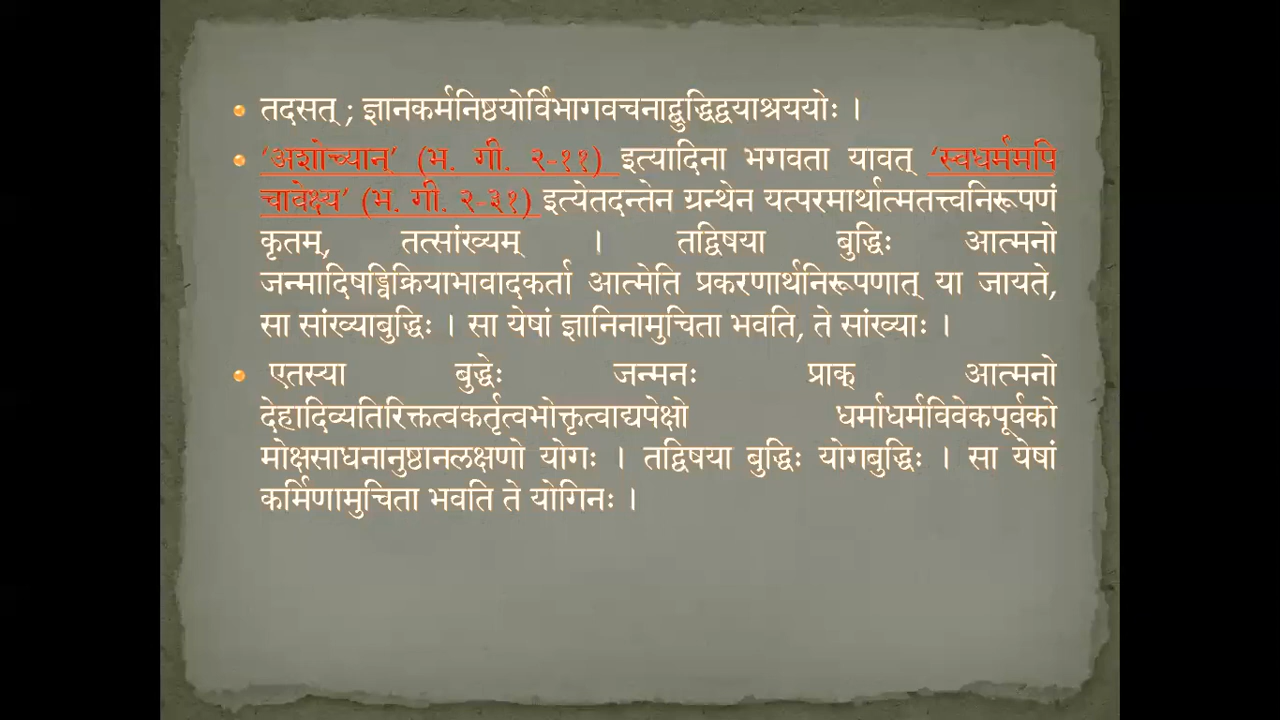 तदसत् ; ज्ञानकर्मनिष्ठयोर्विभागवचनाद्बुद्धिद्वयाश्रययोः ।
‘अशोच्यान्’ (भ. गी. २-११) इत्यादिना भगवता यावत् ‘स्वधर्ममपि
चावेक्ष्य’ (भ. गी. २-३१) इत्येतदन्तेन ग्रन्थेन यत्परमार्थात्मतत्त्वनिरूपणं
कृतम्, तत्सांख्यम् । तद्विषया बुद्धिः आत्मनो
जन्मादिषड्विक्रियाभावादकर्ता आत्मेति प्रकरणार्थनिरूपणात् या जायते,
सा सांख्याबुद्धिः । सा येषां ज्ञानिनामुचिता भवति, ते सांख्याः ।
एतस्या बुद्धेः जन्मनः प्राक् आत्मनो
देहादिव्यतिरिक्तत्वकर्तृत्वभोक्तृत्वाद्यपेक्षो धर्माधर्मविवेकपूर्वको
मोक्षसाधनानुष्ठानलक्षणो योगः । तद्विषया बुद्धिः योगबुद्धिः । सा येषां
कर्मिणामुचिता भवति ते योगिनः ।